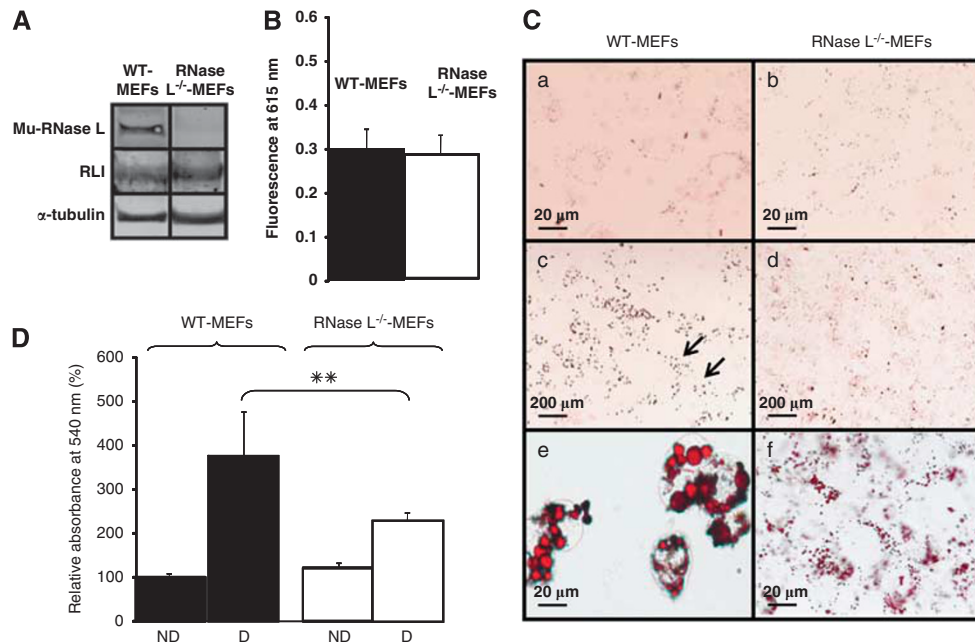 A
WT-
MEFs
RNase
L-/--MEFs
Mu-RNase L
RLI
α-tubulin
B
Fluorescence at 615 nm
0.6
0.5
0.4
0.3
0.2
0.1
0
WT-MEFs
RNase
L-/--MEFs
C
WT-MEFs
RNase L-/--MEFs
a
20 μm
b
20 μm
c
200 μm
d
200 μm
e
20 μm
f
20 μm
D
WT-MEFs
RNase L-/--MEFs
Relative absorbance at 540 nm (%)
600
500
400
300
200
100
0
**
ND
D
ND
D